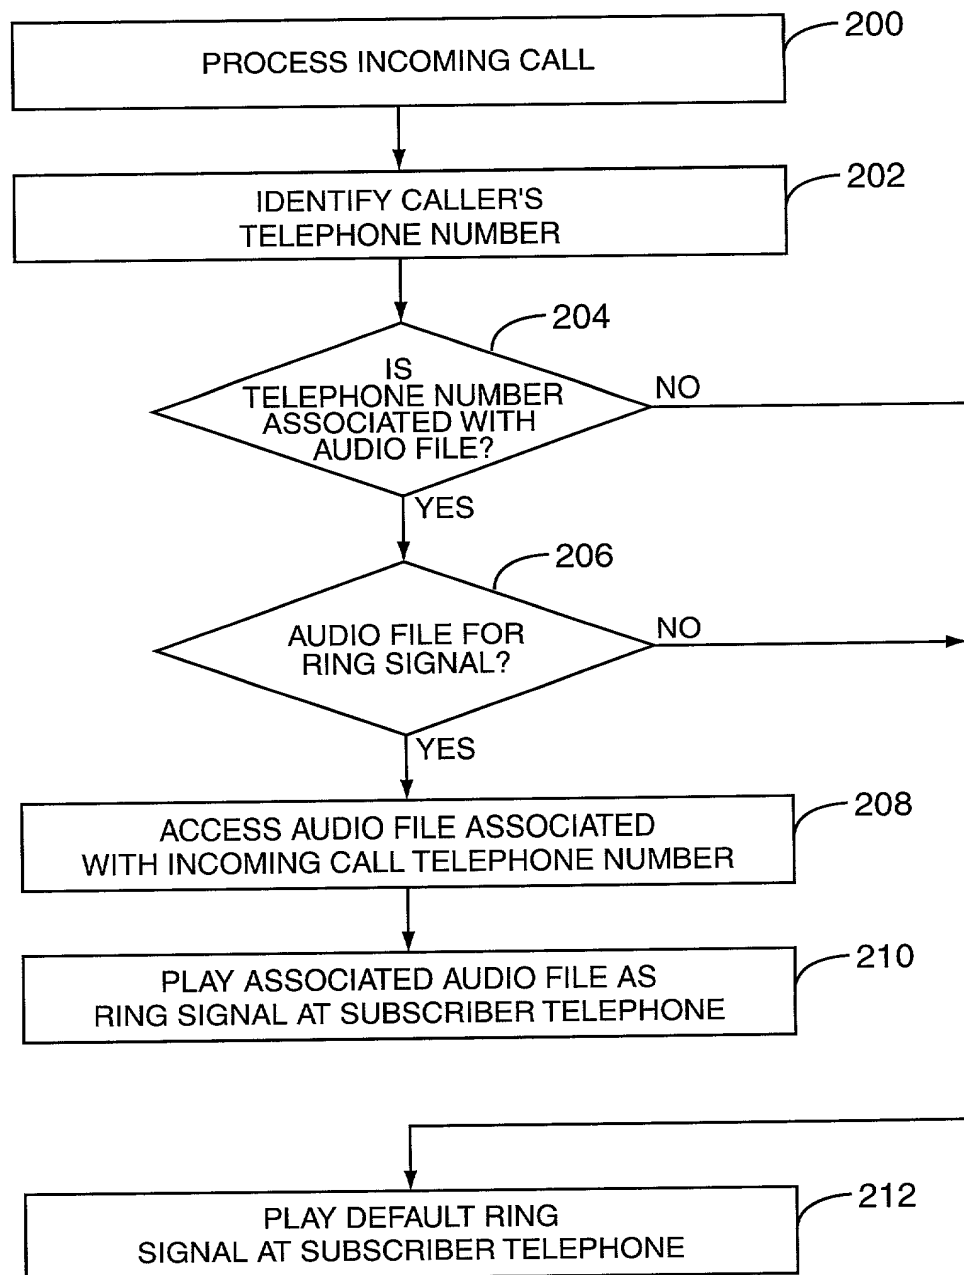 200
PROCESS INCOMING CALL
202
IDENTIFY CALLER'S
TELEPHONE NUMBER
204
IS
TELEPHONE NUMBER
ASSOCIATED WITH
AUDIO FILE?
NO
YES
206
AUDIO FILE FOR
RING SIGNAL?
NO
YES
208
ACCESS AUDIO FILE ASSOCIATED
WITH INCOMING CALL TELEPHONE NUMBER
210
PLAY ASSOCIATED AUDIO FILE AS
RING SIGNAL AT SUBSCRIBER TELEPHONE
212
PLAY DEFAULT RING
SIGNAL AT SUBSCRIBER TELEPHONE